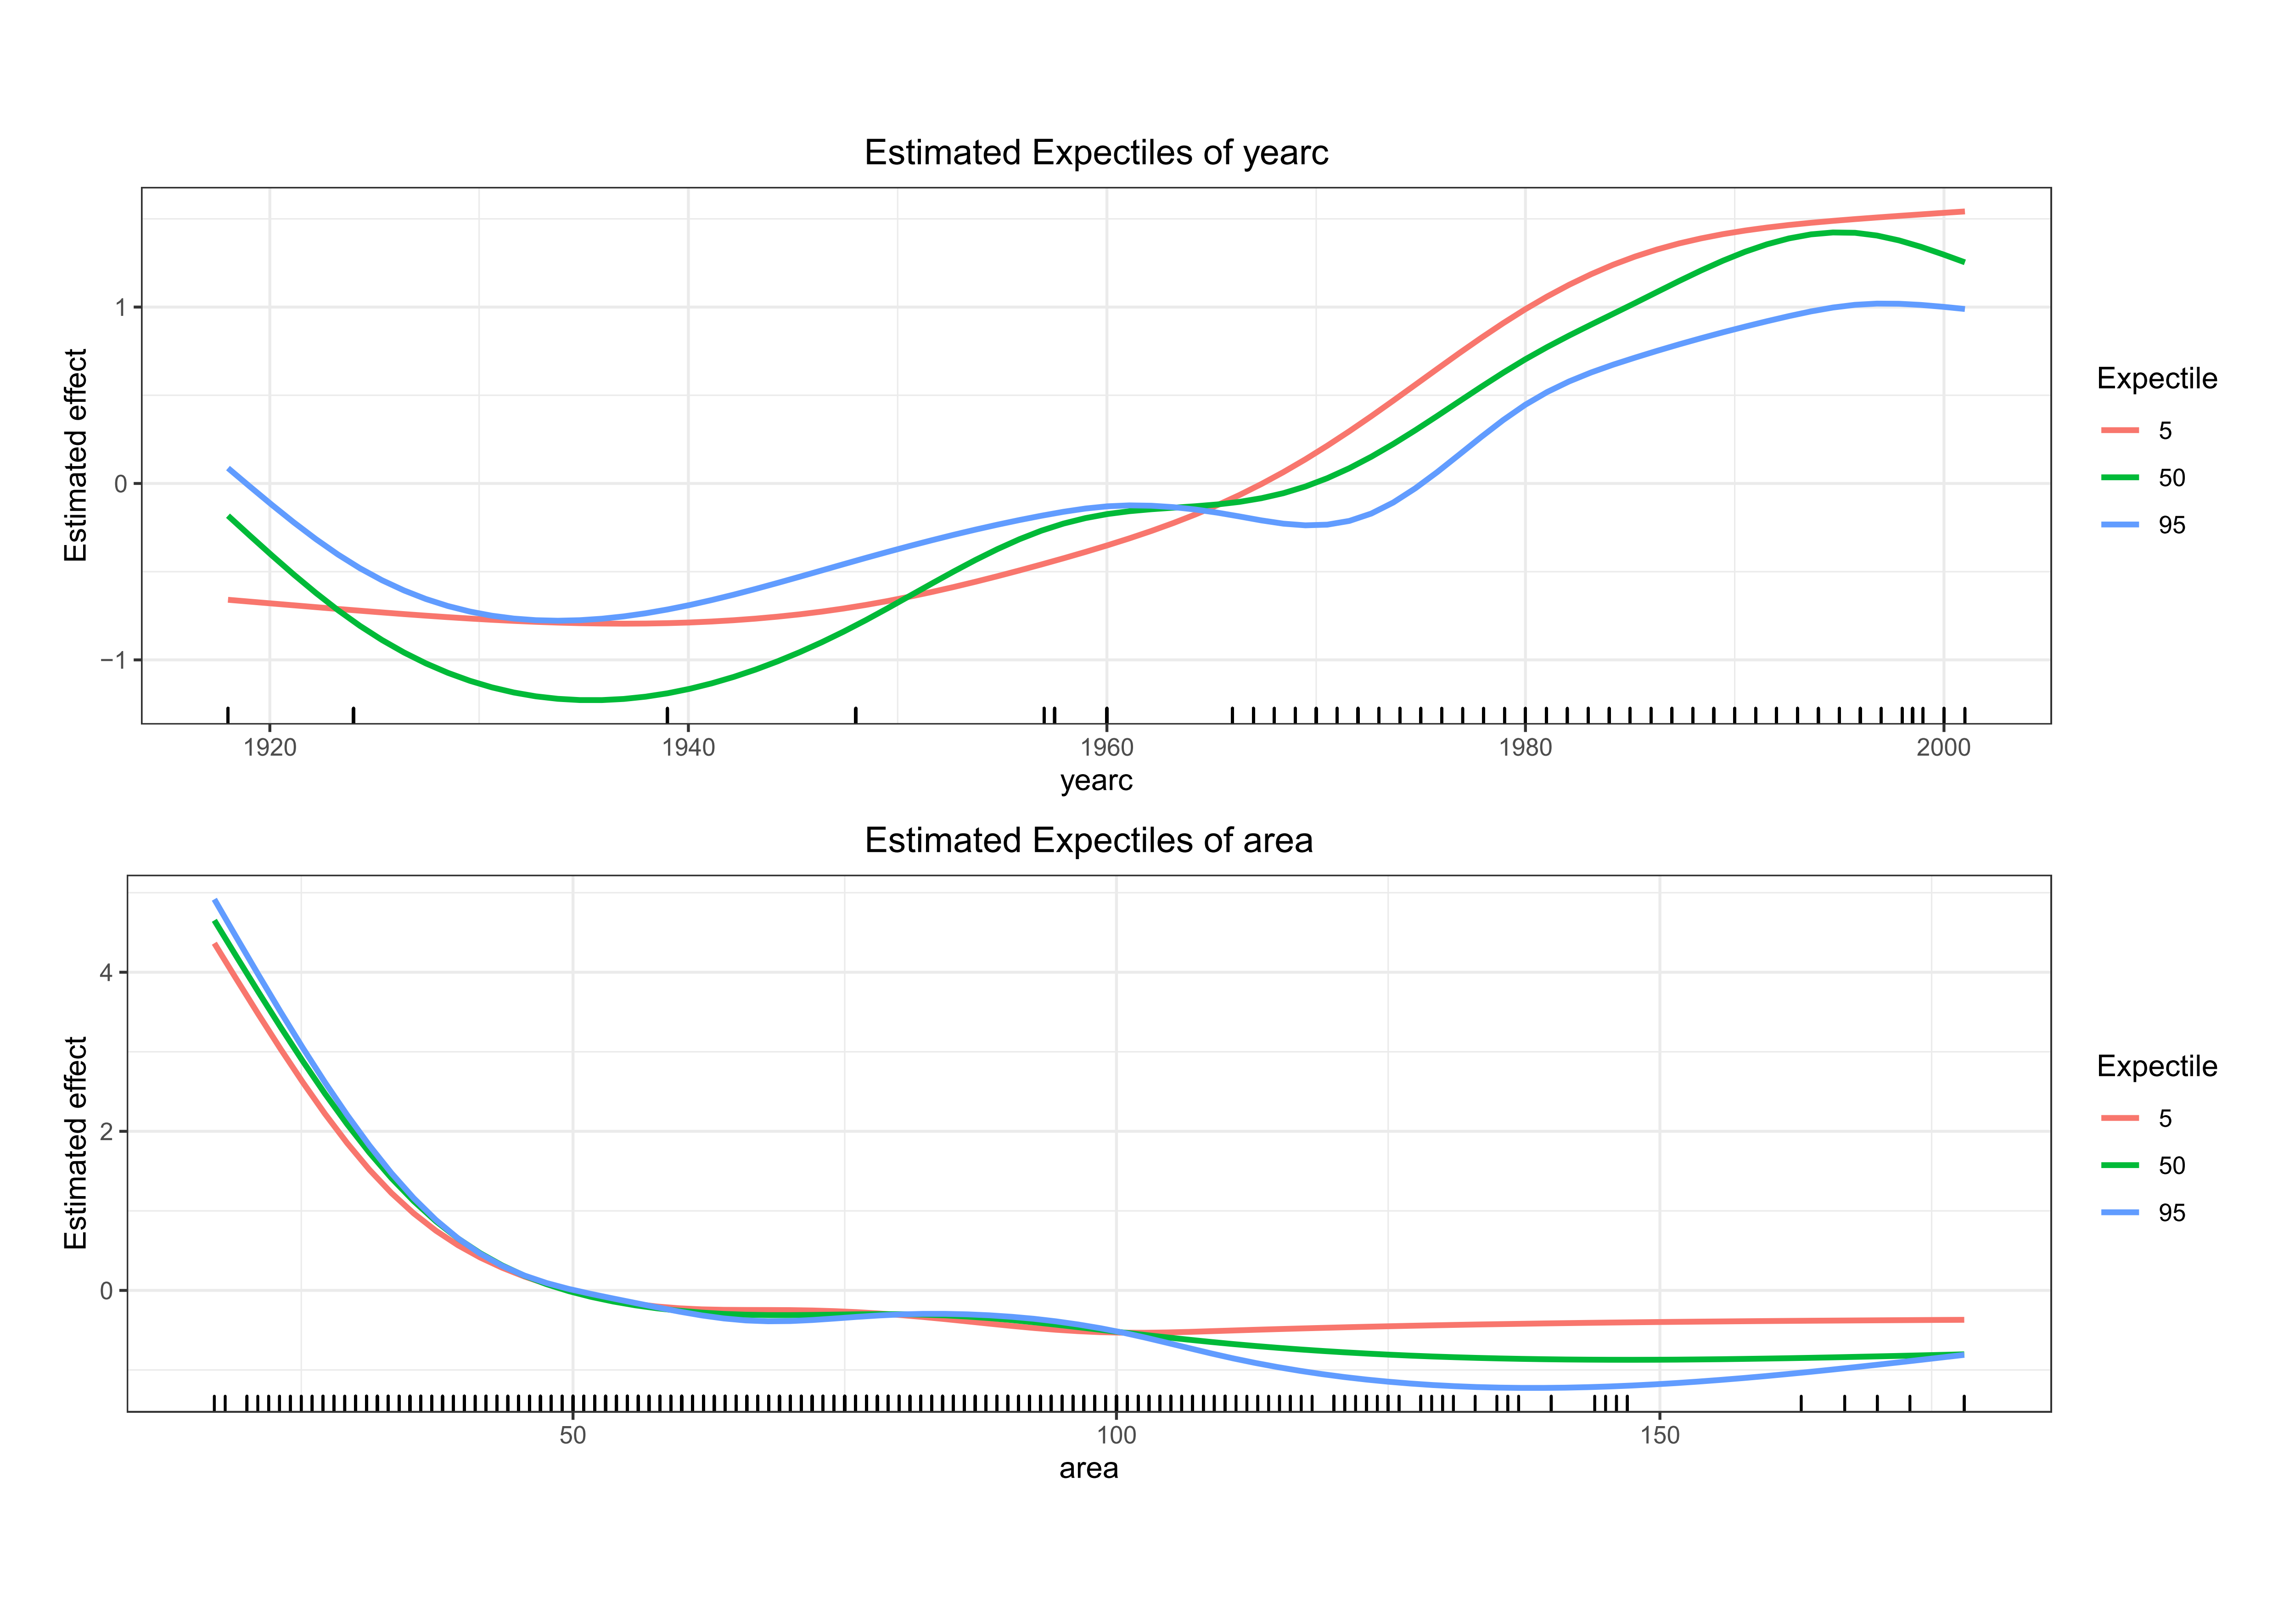 Estimated Expectiles of yearc
Estimated effect
1
0
−1
1920 1940 1960 1980 2000
yearc
Expectile
5
50
95
Estimated Expectiles of area
Estimated effect
4
2
0
50 100 150
area
Expectile
5
50
95